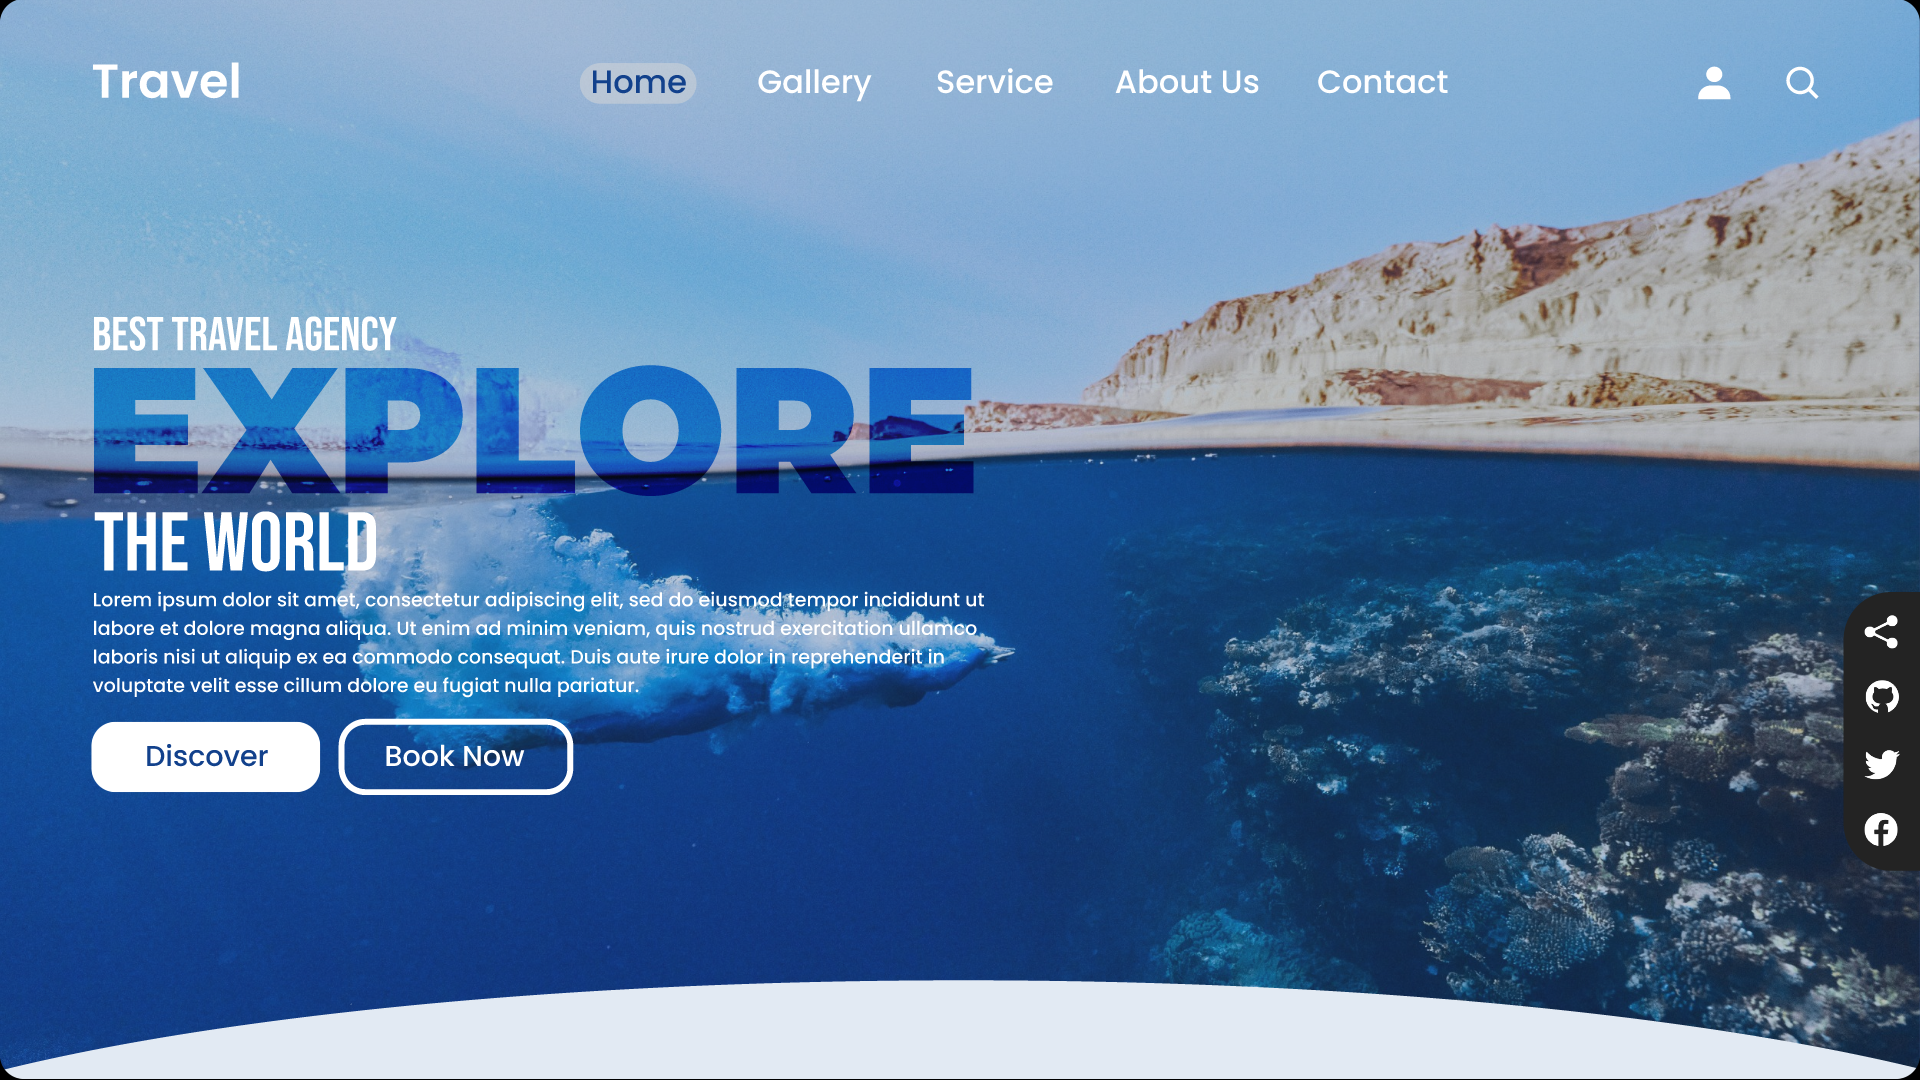 Travel
Home
Gallery
Service
About Us
Contact
BEST TRAVEL AGENCY
EXPLORE
THE WORLD
Lorem ipsum dolor sit amet, consectetur adipiscing elit, sed do eiusmod tempor incididunt ut
labore et dolore magna aliqua. Ut enim ad minim veniam, quis nostrud exercitation ullamco
laboris nisi ut aliquip ex ea commodo consequat. Duis aute irure dolor in reprehenderit in
voluptate velit esse cillum dolore eu fugiat nulla pariatur.
Discover
Book Now